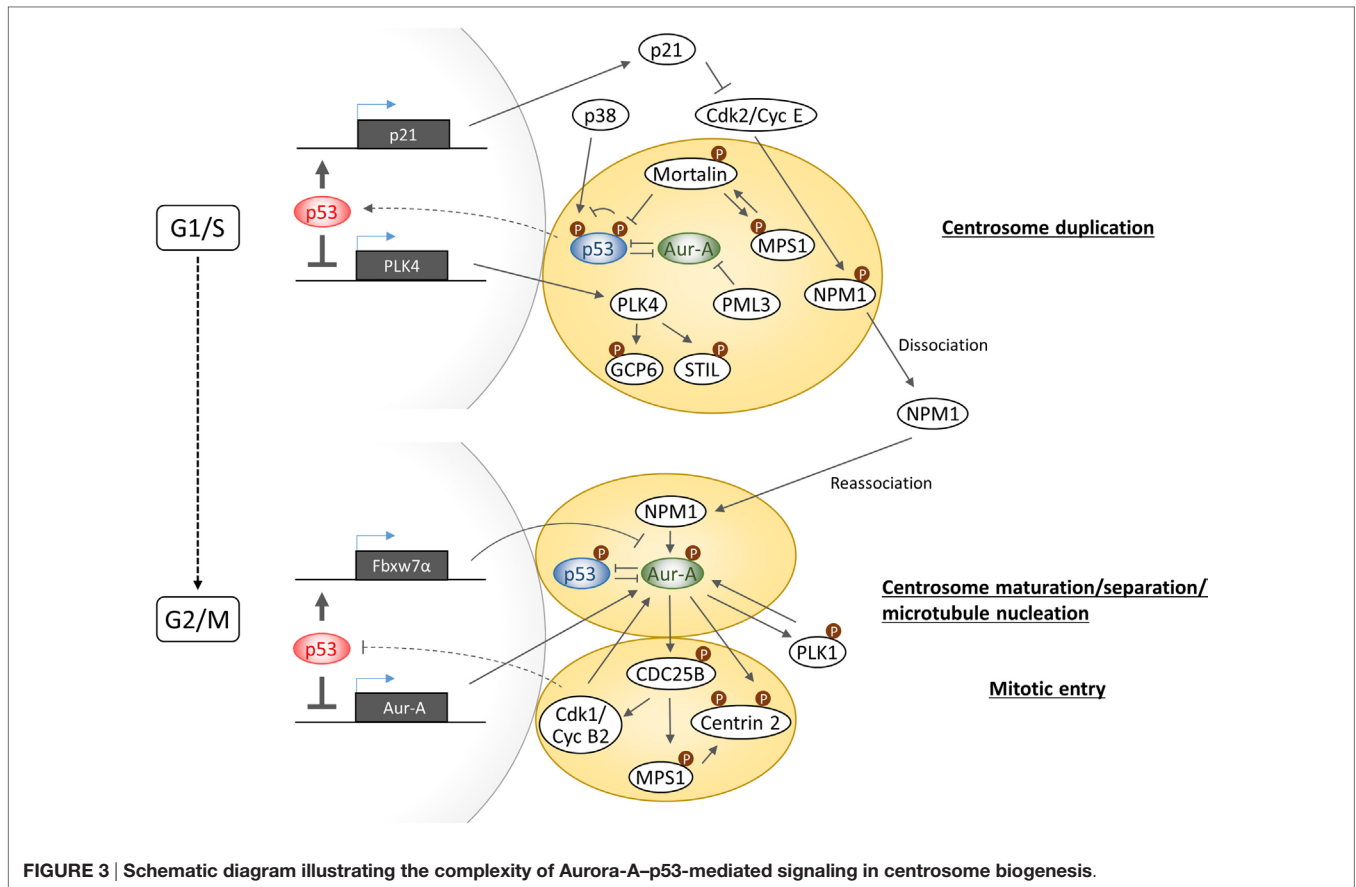 p21
p38
Cdk2/Cyc E
p21
P
Mortalin
G1/S
p53
P
P
P
MPS1
p53
Aur-A
Centrosome duplication
PLK4
P
NPM1
PLK4
PML3
P
GCP6
P
STIL
Dissociation
NPM1
Reassociation
NPM1
Fbxw7α
P
p53
P
Aur-A
Centrosome maturation/separation/
microtubule nucleation
G2/M
p53
P
PLK1
P
CDC25B
Mitotic entry
Aur-A
Cdk1/
Cyc B2
P
P
Centrin 2
P
MPS1
FIGURE 3 | Schematic diagram illustrating the complexity of Aurora-A–p53-mediated signaling in centrosome biogenesis.